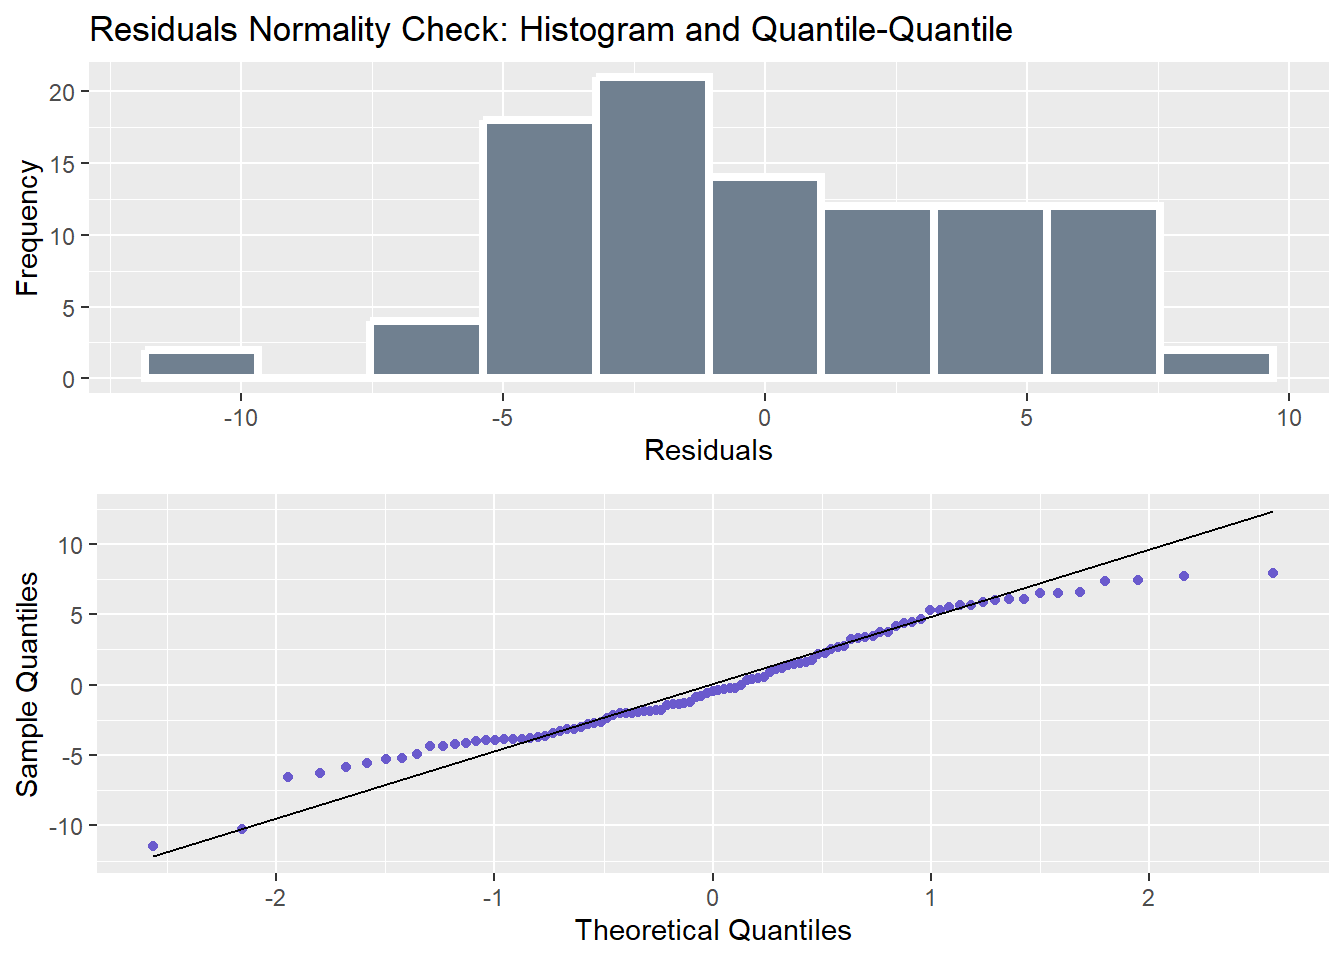 Residuals Normality Check: Histogram and Quantile-Quantile
20
15
10
5
0
Frequency
-10 -5 0 5 10
Residuals
10
5
0
-5
-10
Sample Quantiles
-2 -1 0 1 2
Theoretical Quantiles